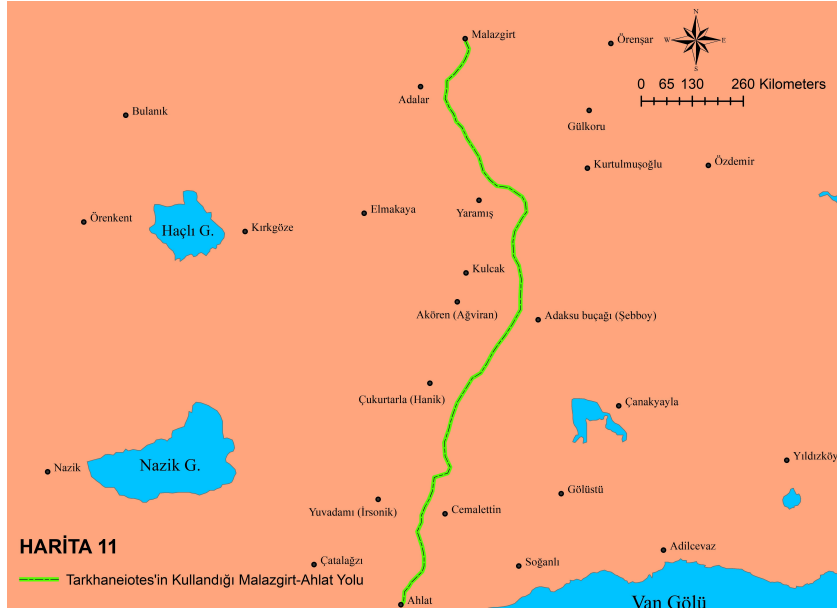 N
W E
S
Malazgirt
Örenşar
0 65 130 260 Kilometers
Adalar
Bulanık
Gülkoru
Kurtulmuşoğlu
Özdemir
Elmakaya
Yaramış
Örenkent
Haçlı G.
Kırkgöze
Kulcak
Akören (Ağviran)
Adaksu buçağı (Şebboy)
Çukurtarla (Hanik)
Çanakyayla
Nazik
Nazik G.
Yıldızköy
Gölüstü
Yuvadamı (İrsonik)
Cemalettin
HARİTA 11
Adilcevaz
Çatalağzı
Soğanlı
Tarkhaneiotes'in Kullandığı Malazgirt-Ahlat Yolu
Ahlat
Van Gölü